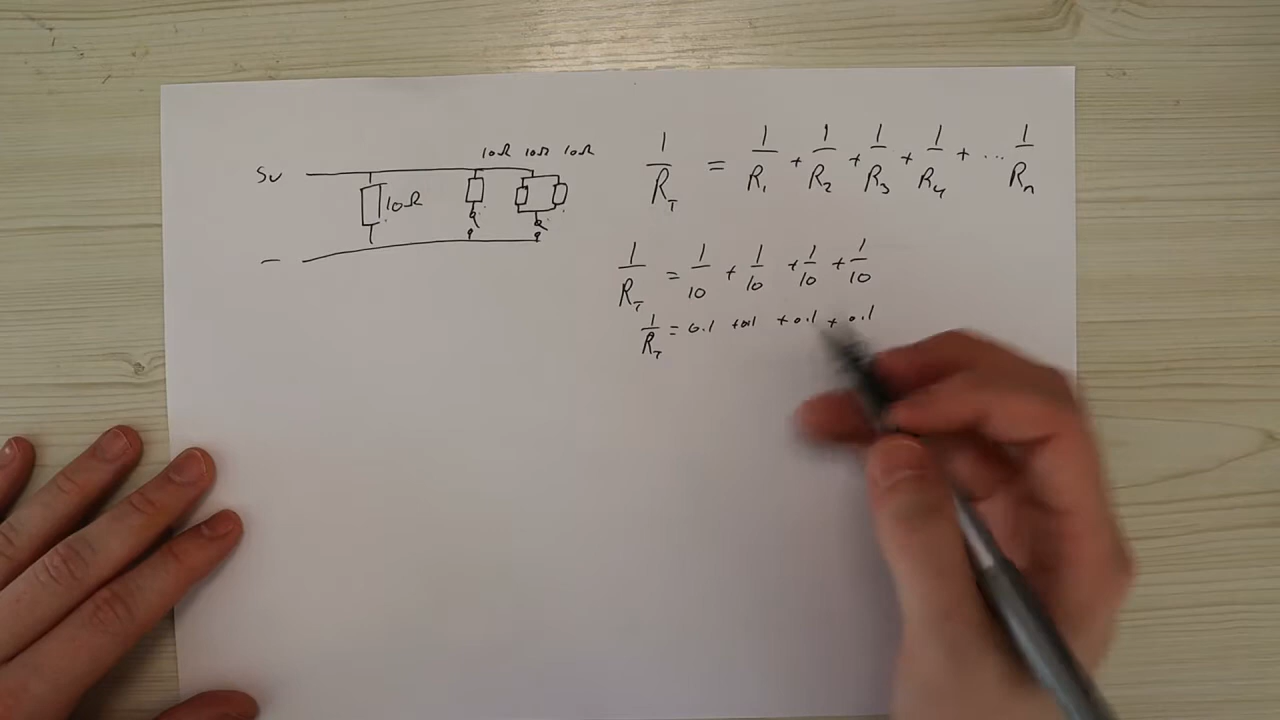 10Ω 10Ω 10Ω
5v
10Ω
—
1/R_T = 1/R_1 + 1/R_2 + 1/R_3 + 1/R_4 + ... 1/R_n
1/R_T = 1/10 + 1/10 + 1/10 + 1/10
1/R_T = 0.1 + 0.1 + 0.1 + 0.1